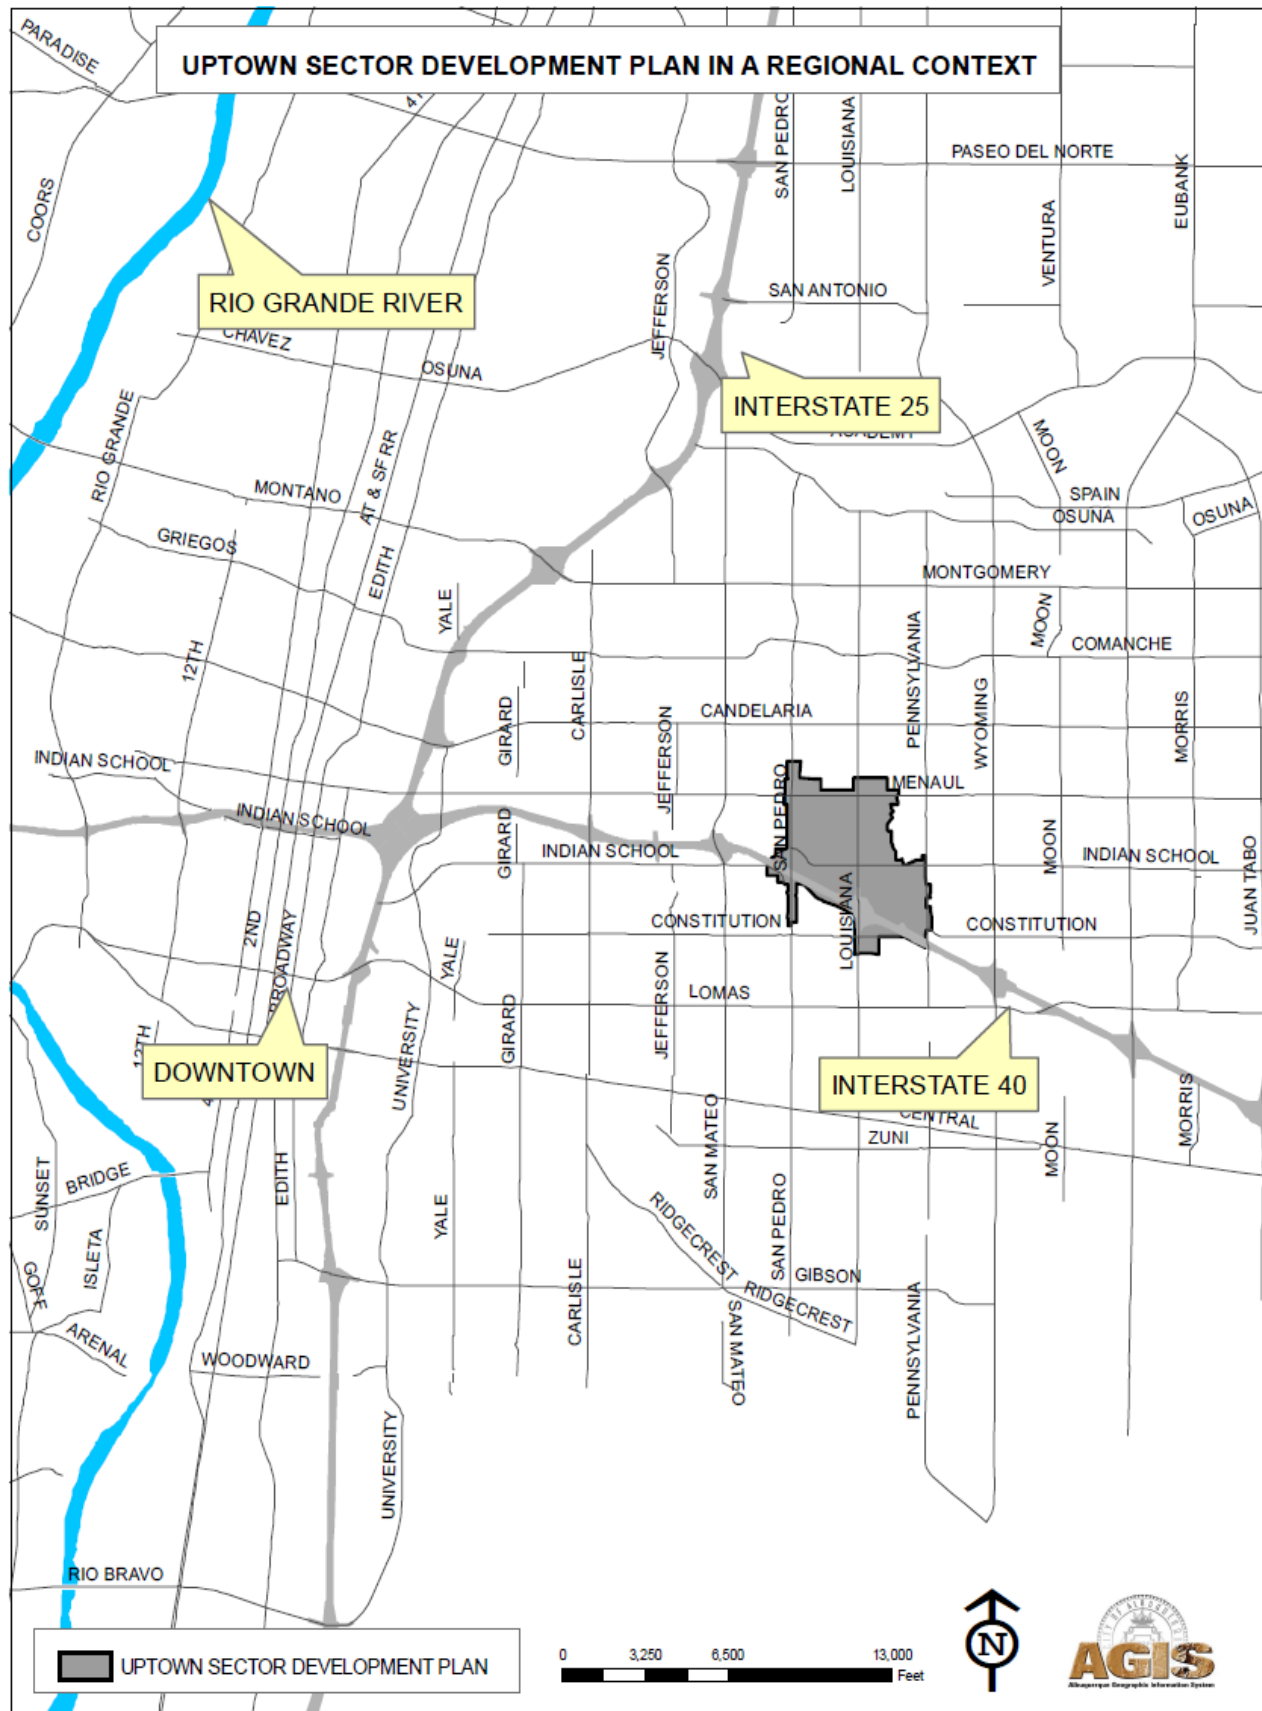 PARADISE
UPTOWN SECTOR DEVELOPMENT PLAN IN A REGIONAL CONTEXT
SAN PEDRO
LOUISIANA
PASEO DEL NORTE
EUBANK
COORS
VENTURA
RIO GRANDE RIVER
JEFFERSON
SAN ANTONIO
CHAVEZ
OSUNA
INTERSTATE 25
ACADEMY
RIO GRANDE
MOON
AT & SF RR
MONTANO
SPAIN
OSUNA
OSUNA
GRIEGOS
EDITH
MONTGOMERY
YALE
PENNSYLVANIA
MOON
COMANCHE
12TH
CARLISLE
WYOMING
MORRIS
GIRARD
JEFFERSON
CANDELARIA
INDIAN SCHOOL
SAN PEDRO
MENAUL
INDIAN SCHOOL
GIRARD
INDIAN SCHOOL
MOON
INDIAN SCHOOL
JUAN TABO
LOUISIANA
2ND
BROADWAY
CONSTITUTION
CONSTITUTION
YALE
JEFFERSON
LOMAS
12TH
UNIVERSITY
GIRARD
DOWNTOWN
INTERSTATE 40
CENTRAL
ZUNI
SAN MATEO
MOON
MORRIS
SUNSET
BRIDGE
EDITH
YALE
RIDGECREST
SAN PEDRO
ISLETA
GOFF
CARLISLE
GIBSON
RIDGECREST
PENNSYLVANIA
ARENAL
WOODWARD
SAN MATEO
UNIVERSITY
RIO BRAVO
UPTOWN SECTOR DEVELOPMENT PLAN
0 3,250 6,500 13,000
Feet
N
AGIS
Albuquerque Geographic Information System